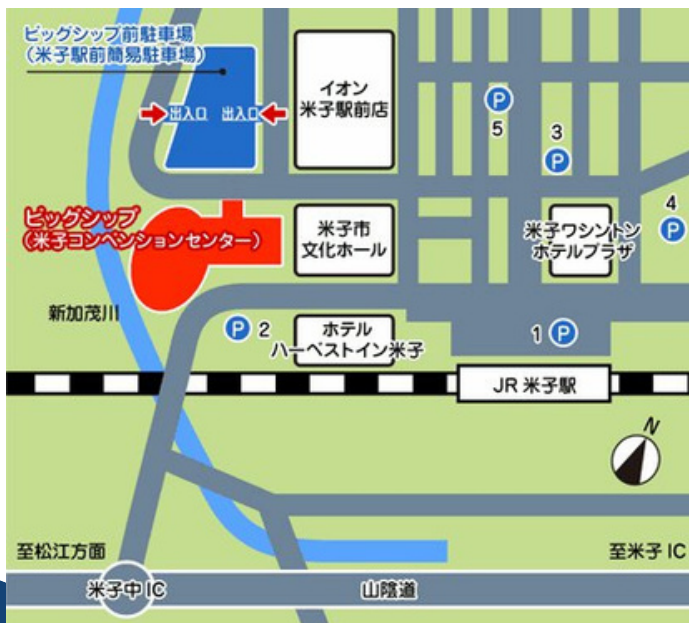 ビッグシップ前駐車場
（米子駅前簡易駐車場）
出入口 出入口
イオン
米子駅前店
P
5
3
P
4
P
ビッグシップ
（米子コンベンションセンター）
米子市
文化ホール
米子ワシントン
ホテルプラザ
新加茂川
P 2
ホテル
ハーベストイン米子
1 P
JR 米子駅
N
至松江方面
至米子 IC
米子中 IC
山陰道